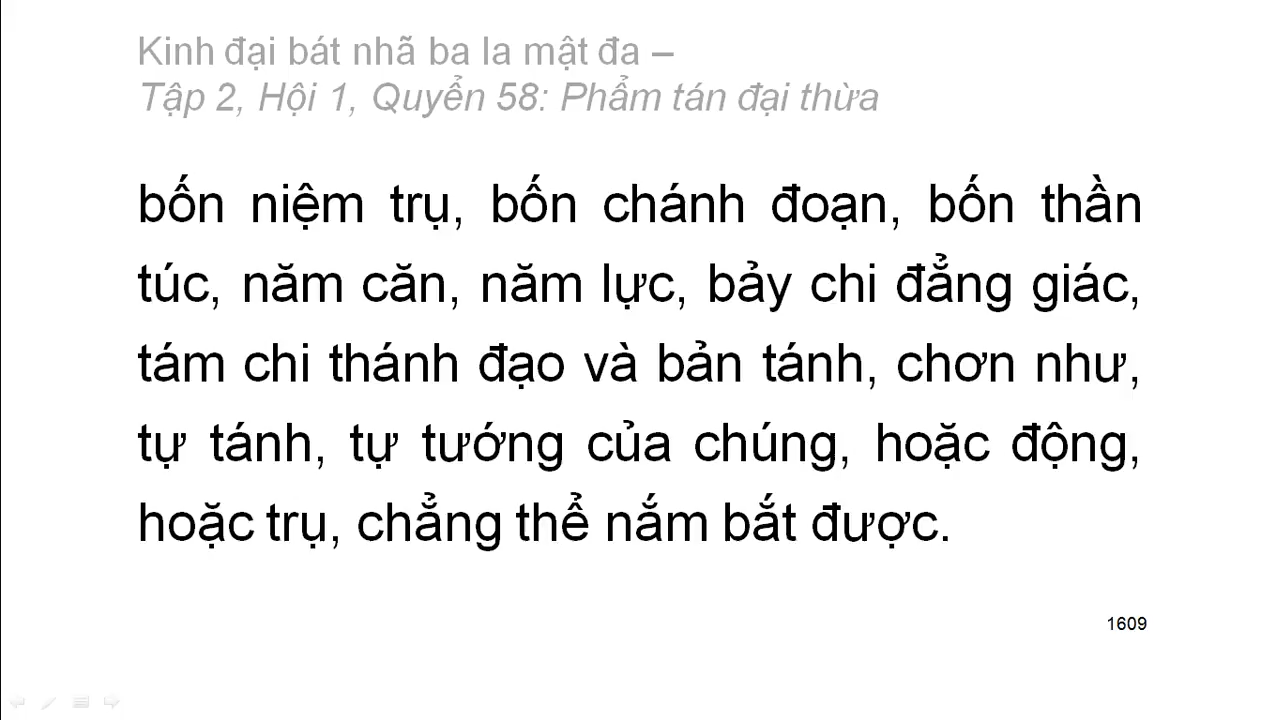 Kinh đại bát nhã ba la mật đa –
Tập 2, Hội 1, Quyển 58: Phẩm tán đại thừa
bốn niệm trụ, bốn chánh đoạn, bốn thần
túc, năm căn, năm lực, bảy chi đẳng giác,
tám chi thánh đạo và bản tánh, chơn như,
tự tánh, tự tướng của chúng, hoặc động,
hoặc trụ, chẳng thể nắm bắt được.
1609